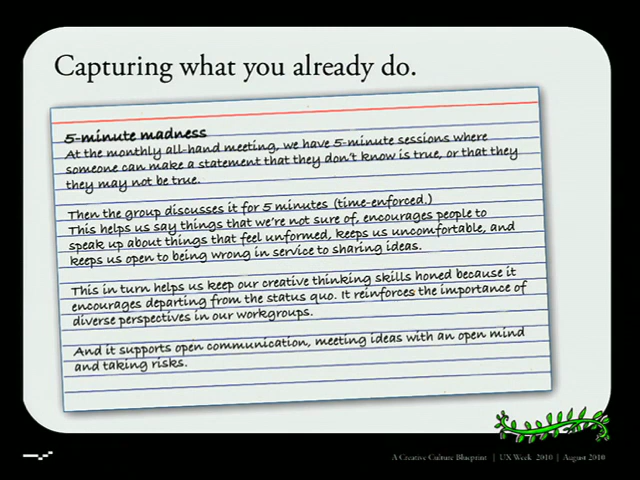 Capturing what you already do.
5-minute madness
At the monthly all-hand meeting, we have 5-minute sessions where
someone can make a statement that they don't know is true, or that they
they may not be true.
Then the group discusses it for 5 minutes (time-enforced.)
This helps us say things that we're not sure of, encourages people to
speak up about things that feel unformed, keeps us uncomfortable, and
keeps us open to being wrong in service to sharing ideas.
This in turn helps us keep our creative thinking skills honed because it
encourages departing from the status quo. It reinforces the importance of
diverse perspectives in our workgroups.
And it supports open communication, meeting ideas with an open mind
and taking risks.
A Creative Culture Blueprint | UX Week 2010 | August 2010